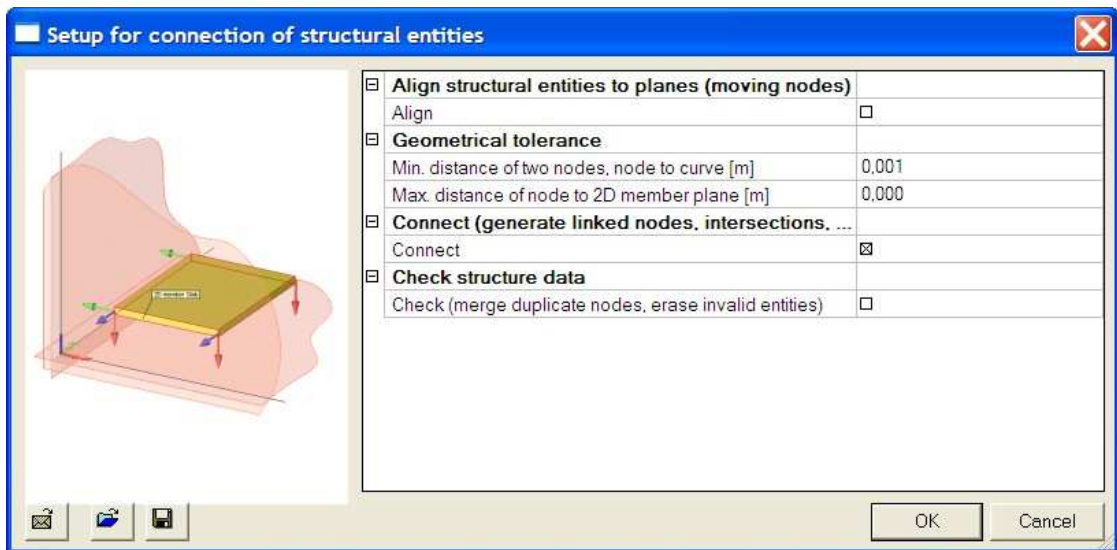 Setup for connection of structural entities
Align structural entities to planes (moving nodes)
Align
Geometrical tolerance
Min. distance of two nodes, node to curve [m] 0,001
Max. distance of node to 2D member plane [m] 0,000
Connect (generate linked nodes, intersections, ...
Connect
Check structure data
Check (merge duplicate nodes, erase invalid entities)
OK Cancel